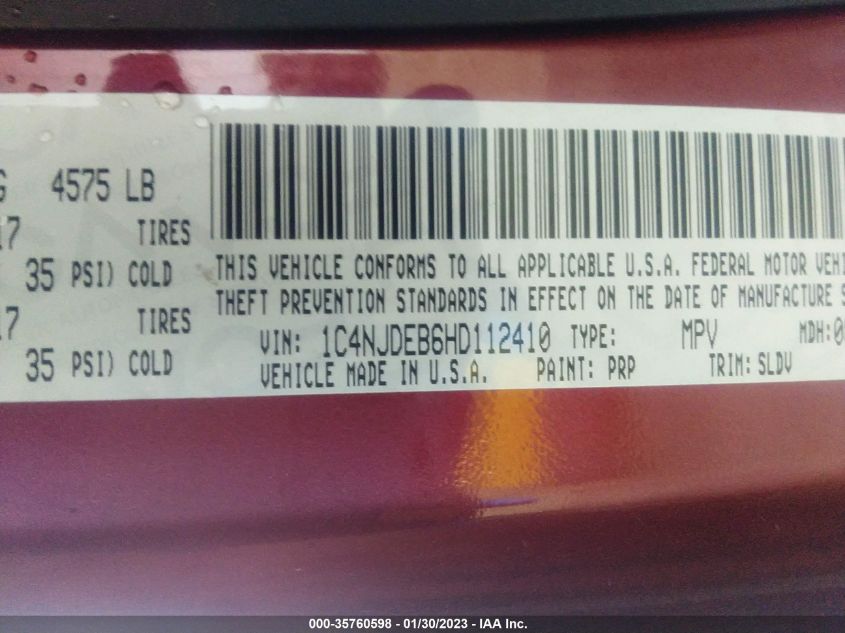 4575 LB
TIRES
35 PSI) COLD
TIRES
35 PSI) COLD
THIS VEHICLE CONFORMS TO ALL APPLICABLE U.S.A. FEDERAL MOTOR
THEFT PREVENTION STANDARDS IN EFFECT ON THE DATE OF MANUFACTURE
VIN: 1C4NJDEB6HD112410 TYPE: MPV MDH:
VEHICLE MADE IN U.S.A. PAINT: PRP TRIM: SLDV
000-35760598 - 01/30/2023 - IAA Inc.